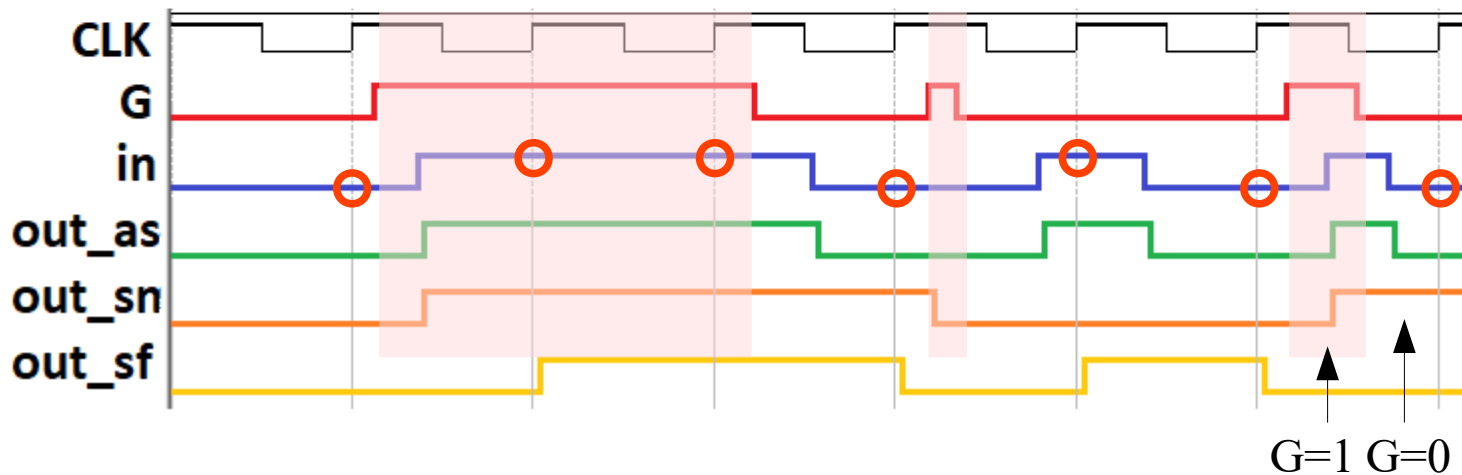 CLK
G
in
out_as
out_sn
out_sf
G=1 G=0